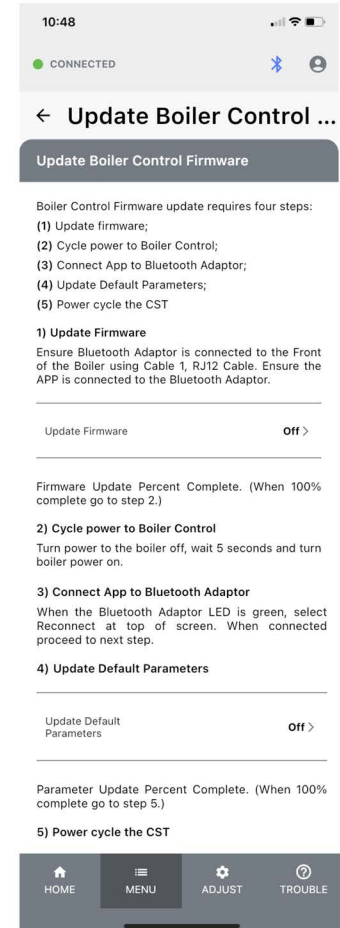 10:48
CONNECTED
← Update Boiler Control ...
Update Boiler Control Firmware
Boiler Control Firmware update requires four steps:
(1) Update firmware;
(2) Cycle power to Boiler Control;
(3) Connect App to Bluetooth Adaptor;
(4) Update Default Parameters;
(5) Power cycle the CST
1) Update Firmware
Ensure Bluetooth Adaptor is connected to the Front
of the Boiler using Cable 1, RJ12 Cable. Ensure the
APP is connected to the Bluetooth Adaptor.
Update Firmware Off >
Firmware Update Percent Complete. (When 100%
complete go to step 2.)
2) Cycle power to Boiler Control
Turn power to the boiler off, wait 5 seconds and turn
boiler power on.
3) Connect App to Bluetooth Adaptor
When the Bluetooth Adaptor LED is green, select
Reconnect at top of screen. When connected
proceed to next step.
4) Update Default Parameters
Update Default
Parameters Off >
Parameter Update Percent Complete. (When 100%
complete go to step 5.)
5) Power cycle the CST
HOME MENU ADJUST TROUBLE